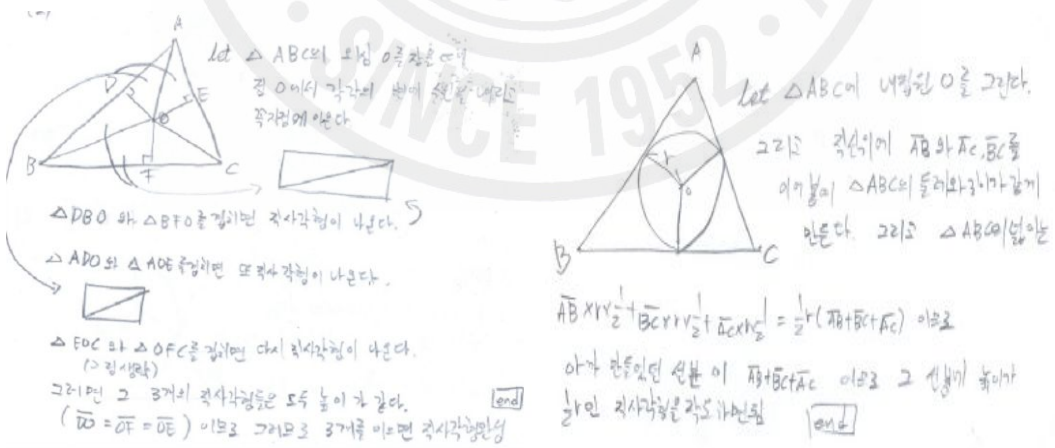 A
let △ABC의 외심 O를 잡은
점 O에서 각각의 변에 수선을 내리고
꼭지점에 이은다
D
E
O
B
F
C
△DBO 와 △BFO를 겹치면 직사각형이 나온다.
△ADO와 △AOE를 겹치면 또 직사각형이 나온다.
△EOC 와 △OFC를 겹치면 다시 직사각형이 나온다.
(그림생략)
그러면 그 3개의 직사각형들은 모두 높이가 같다.
end
(DO = OF = OE) 이므로 그러므로 3개를 이으면 직사각형완성
SINCE 1952
A
let △ABC에 내접원 O를 그린다.
그리고 직선위에 AB와 AC, BC를
이어붙여 △ABC의 둘레와 길이가 같게
만든다. 그리고 △ABC의 넓이는
r
o
B
C
AB×r×1/2+BC×r×1/2+AC×r×1/2 = 1/2r(AB+BC+AC) 이므로
아까 만들었던 선분이 AB+BC+AC 이므로 그 선분에 높이가
1/2r인 직사각형을 작도하면됨
end